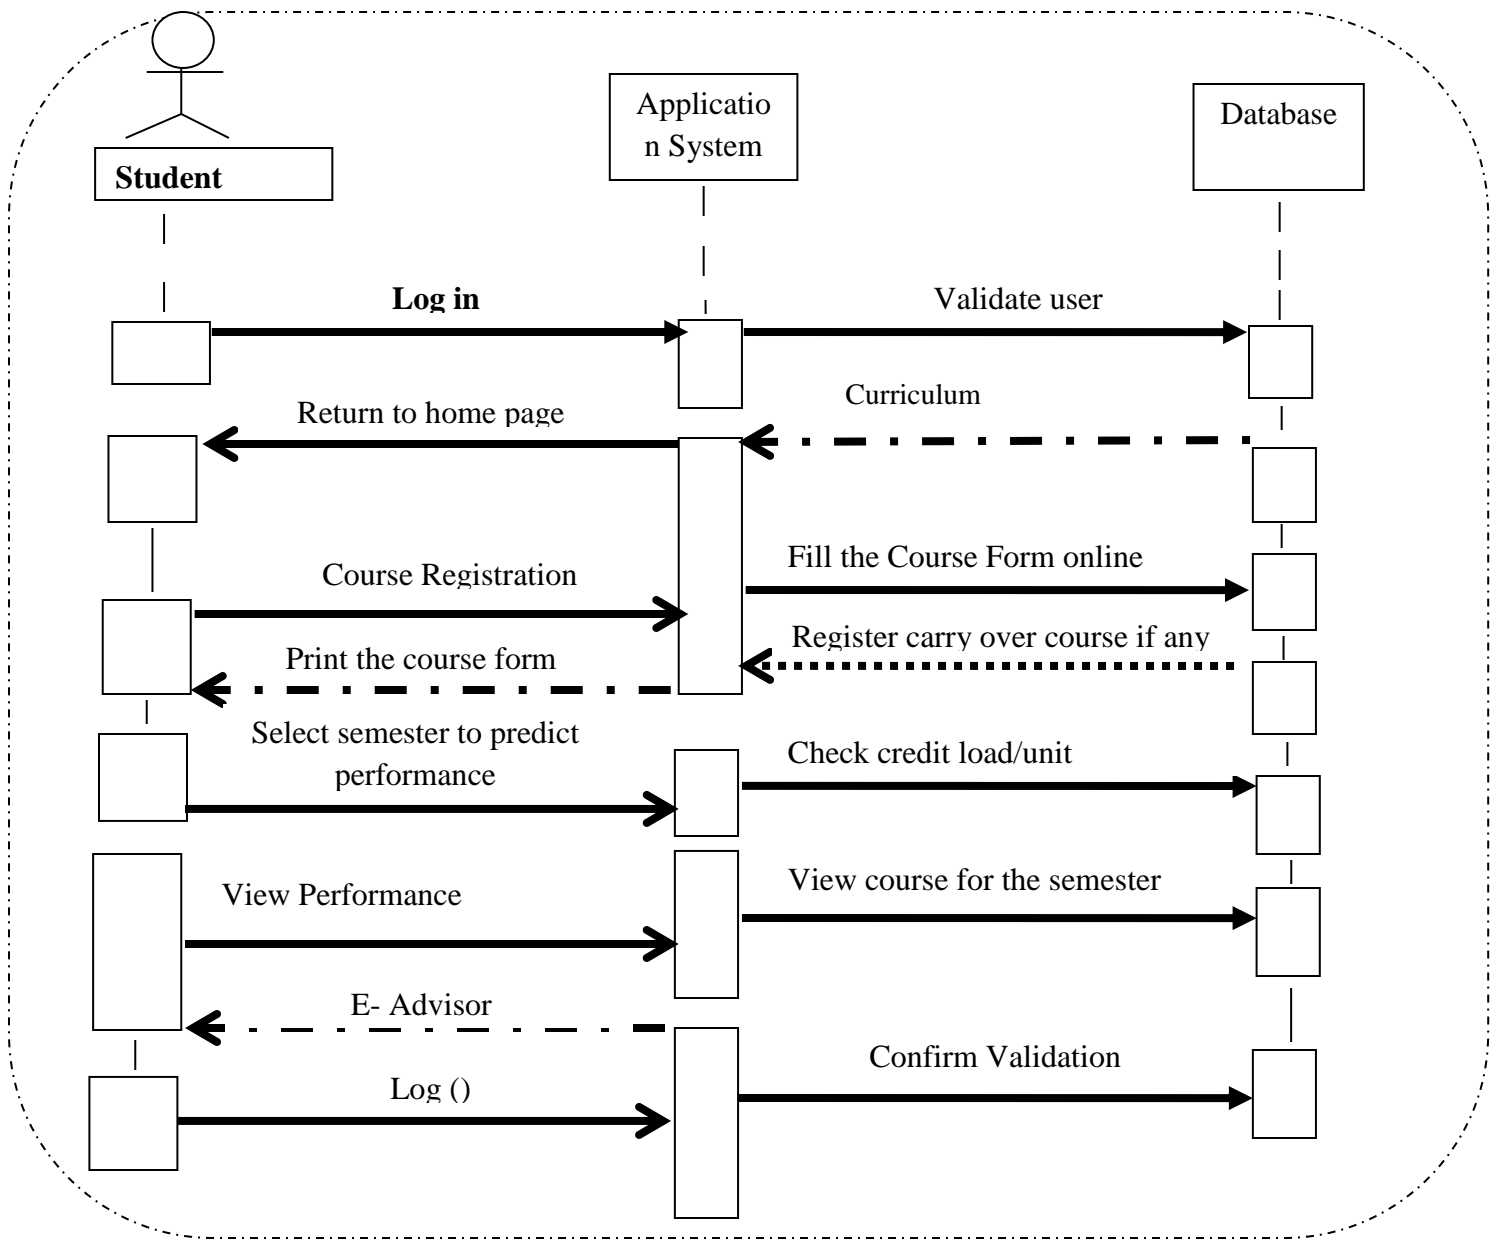 Applicatio
n System
Database
Student
Log in
Validate user
Curriculum
Return to home page
Fill the Course Form online
Course Registration
Register carry over course if any
Print the course form
Select semester to predict
performance
Check credit load/unit
View Performance
View course for the semester
E- Advisor
Confirm Validation
Log ()